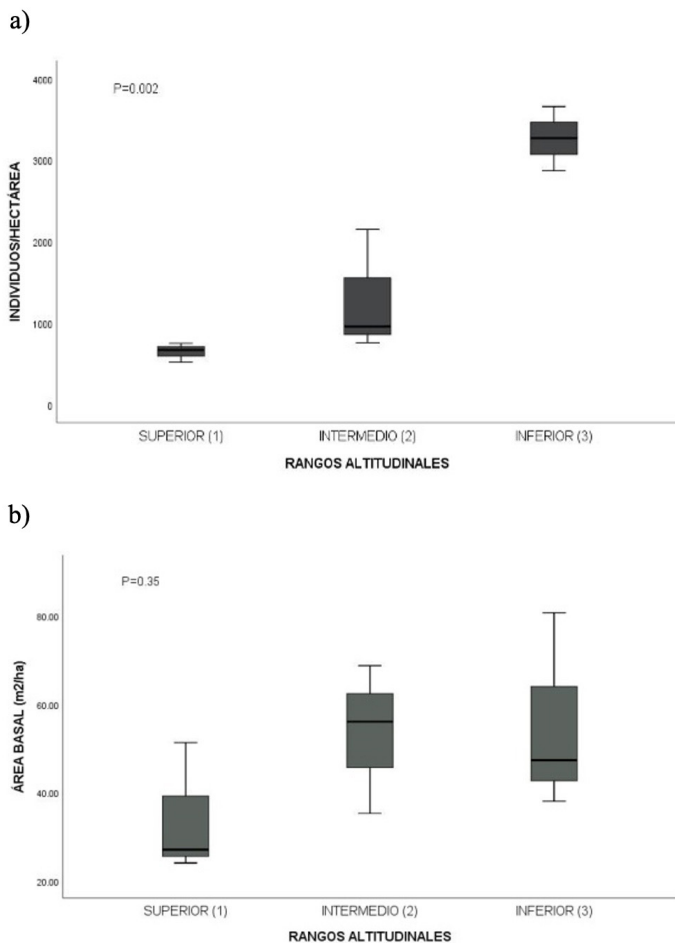 a)
4000
P=0.002
3000
2000
1000
0
INDIVIDUOS/HECTÁREA
SUPERIOR (1) INTERMEDIO (2) INFERIOR (3)
RANGOS ALTITUDINALES
b)
P=0.35
80.00
60.00
40.00
20.00
ÁREA BASAL (m2/ha)
SUPERIOR (1) INTERMEDIO (2) INFERIOR (3)
RANGOS ALTITUDINALES